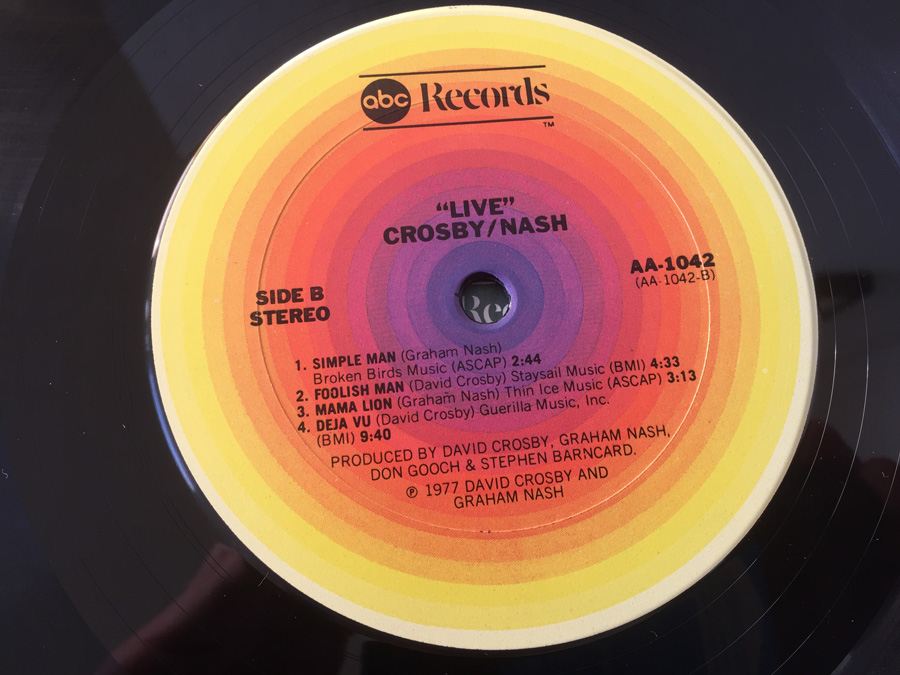 abc Records
TM
"LIVE"
CROSBY/NASH
AA-1042
(AA-1042-B)
SIDE B
STEREO
1. SIMPLE MAN (Graham Nash)
Broken Birds Music (ASCAP) 2:44
2. FOOLISH MAN (David Crosby) Staysail Music (BMI) 4:33
3. MAMA LION (Graham Nash) Thin Ice Music (ASCAP) 3:13
4. DEJA VU (David Crosby) Guerilla Music, Inc.
(BMI) 9:40
PRODUCED BY DAVID CROSBY, GRAHAM NASH,
DON GOOCH & STEPHEN BARNCARD.
℗ 1977 DAVID CROSBY AND
GRAHAM NASH